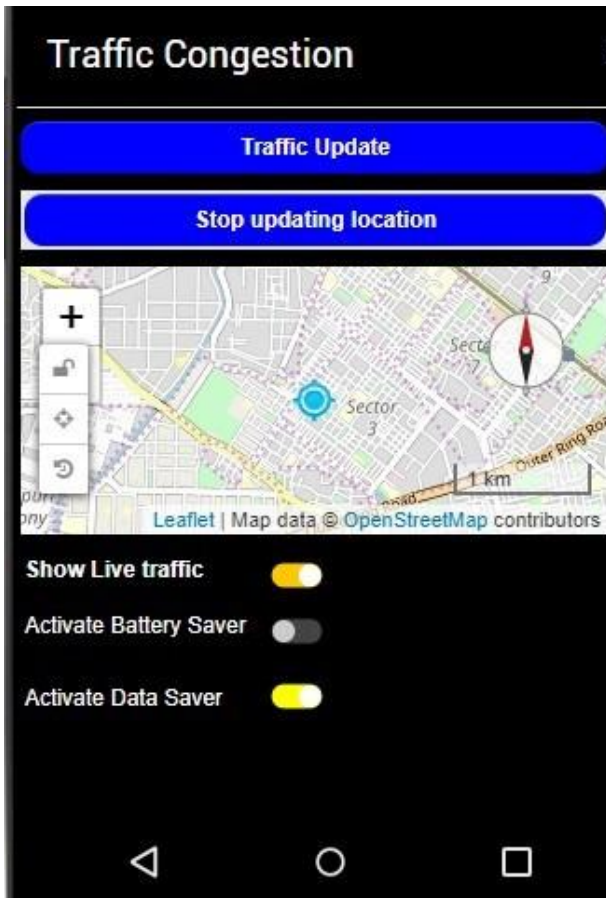 Traffic Congestion
Traffic Update
Stop updating location
9
+
Sector
7
Sector
3
Outer Ring Road
Road
1 km
Leaflet | Map data © OpenStreetMap contributors
Show Live traffic
Activate Battery Saver
Activate Data Saver